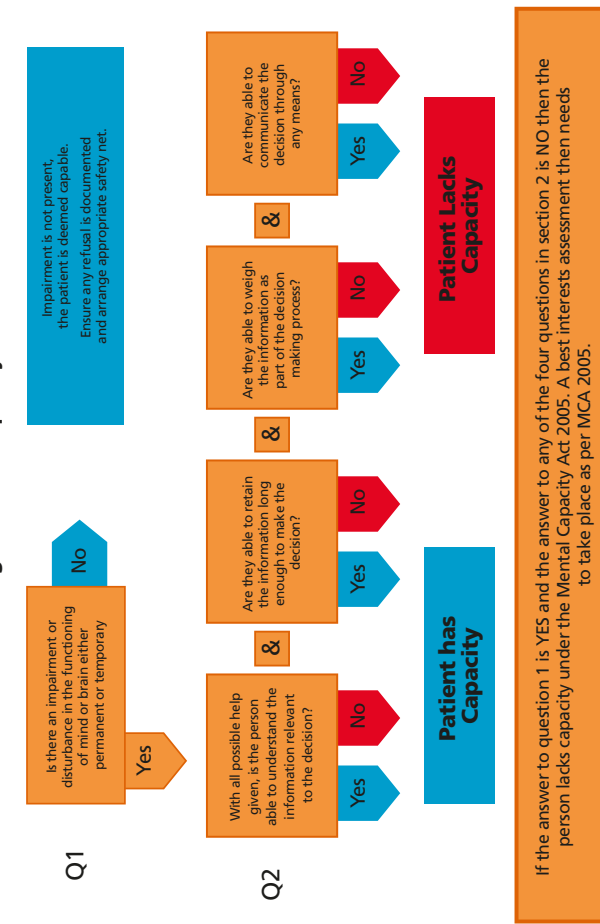 Q1
Is there an impairment or
disturbance in the functioning
of mind or brain either
permanent or temporary
No
Yes
Impairment is not present,
the patient is deemed capable.
Ensure any refusal is documented
and arrange appropriate safety net.
Q2
With all possible help
given, is the person
able to understand the
information relevant
to the decision?
Yes
No
&
Are they able to retain
the information long
enough to make the
decision?
Yes
No
&
Are they able to weigh
the information as
part of the decision
making process?
Yes
No
&
Are they able to
communicate the
decision through
any means?
Yes
No
Patient has
Capacity
Patient Lacks
Capacity
If the answer to question 1 is YES and the answer to any of the four questions in section 2 is NO then the
person lacks capacity under the Mental Capacity Act 2005. A best interests assessment then needs
to take place as per MCA 2005.